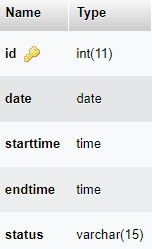 Name Type
id int(11)
date date
starttime time
endtime time
status varchar(15)